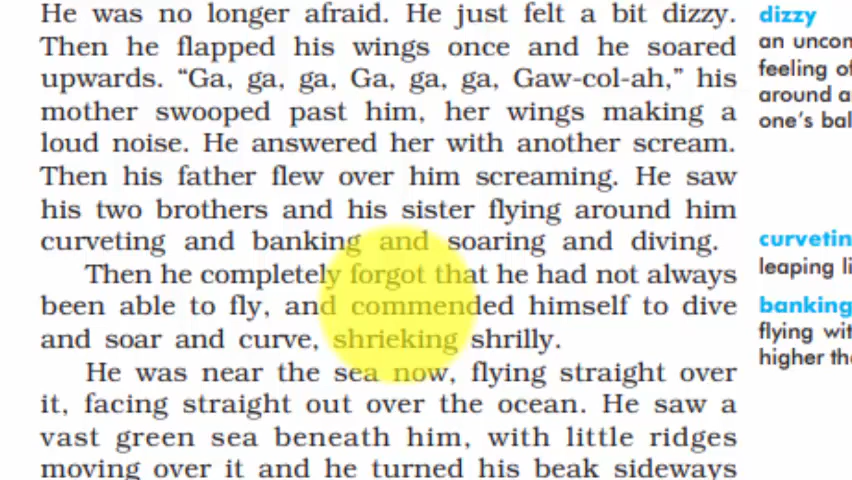 He was no longer afraid. He just felt a bit dizzy.
Then he flapped his wings once and he soared
upwards. “Ga, ga, ga, Ga, ga, ga, Gaw-col-ah,” his
mother swooped past him, her wings making a
loud noise. He answered her with another scream.
Then his father flew over him screaming. He saw
his two brothers and his sister flying around him
curveting and banking and soaring and diving.
Then he completely forgot that he had not always
been able to fly, and commended himself to dive
and soar and curve, shrieking shrilly.
He was near the sea now, flying straight over
it, facing straight out over the ocean. He saw a
vast green sea beneath him, with little ridges
moving over it and he turned his beak sideways
dizzy
an
feeling
around
one’s
leaping
banking
flying
higher